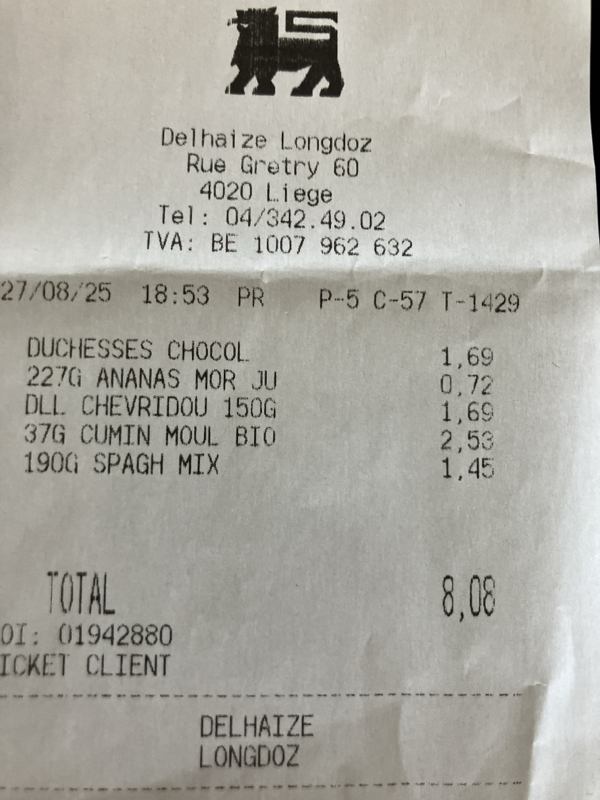 Delhaize Longdoz
Rue Gretry 60
4020 Liege
Tel: 04/342.49.02
TVA: BE 1007 962 632
27/08/25 18:53 PR P-5 C-57 T-1429
DUCHESSES CHOCOL 1,69
227G ANANAS MOR JU 0,72
DLL CHEVRIDOU 150G 1,69
37G CUMIN MOUL BIO 2,53
190G SPAGH MIX 1,45
TOTAL 8,08
OI: 01942880
ICKET CLIENT
DELHAIZE
LONGDOZ